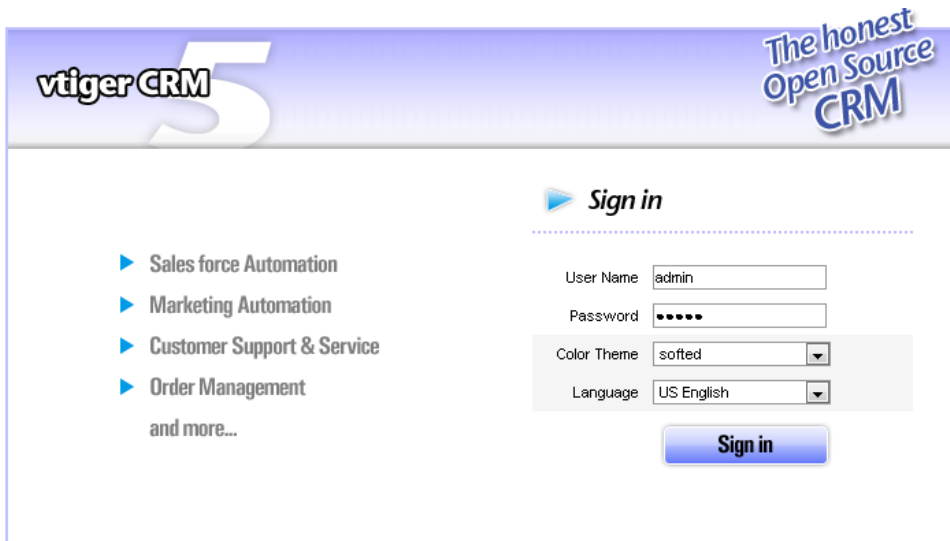 vtiger CRM 5
The honest
Open Source
CRM
Sales force Automation
Marketing Automation
Customer Support & Service
Order Management
and more...
Sign in
User Name admin
Password •••••
Color Theme softed
Language US English
Sign in